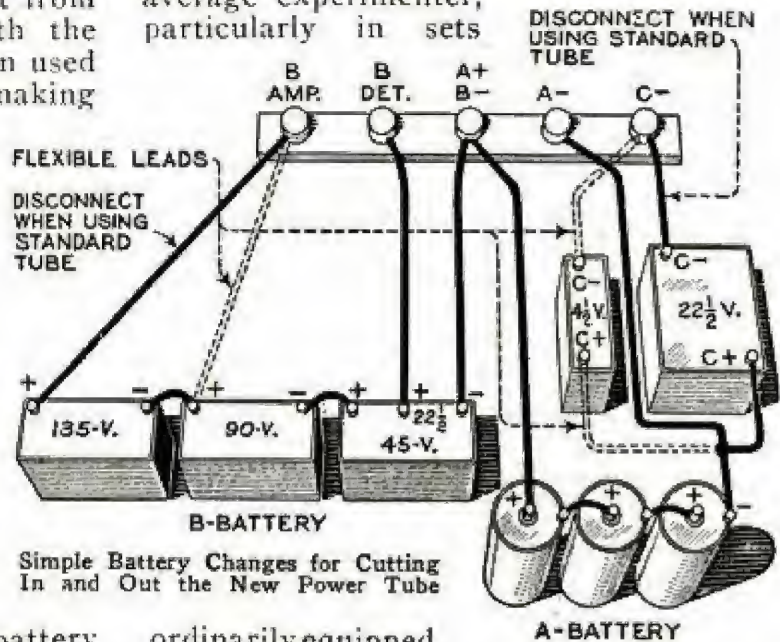 t from
th the
n used
naking
average experimenter,
particularly in sets
DISCONNECT WHEN
USING STANDARD
TUBE
B
AMP.
B
DET.
A+
B-
A-
C-
FLEXIBLE LEADS
DISCONNECT
WHEN USING
STANDARD
TUBE
C-
4½V.
C+
C-
22½V.
C+
+
-
+
-
+
+
-
135-V.
90-V.
22½
45-V.
B-BATTERY
+
+
+
-
A-BATTERY
Simple Battery Changes for Cutting
In and Out the New Power Tube
battery
ordinarily equipped